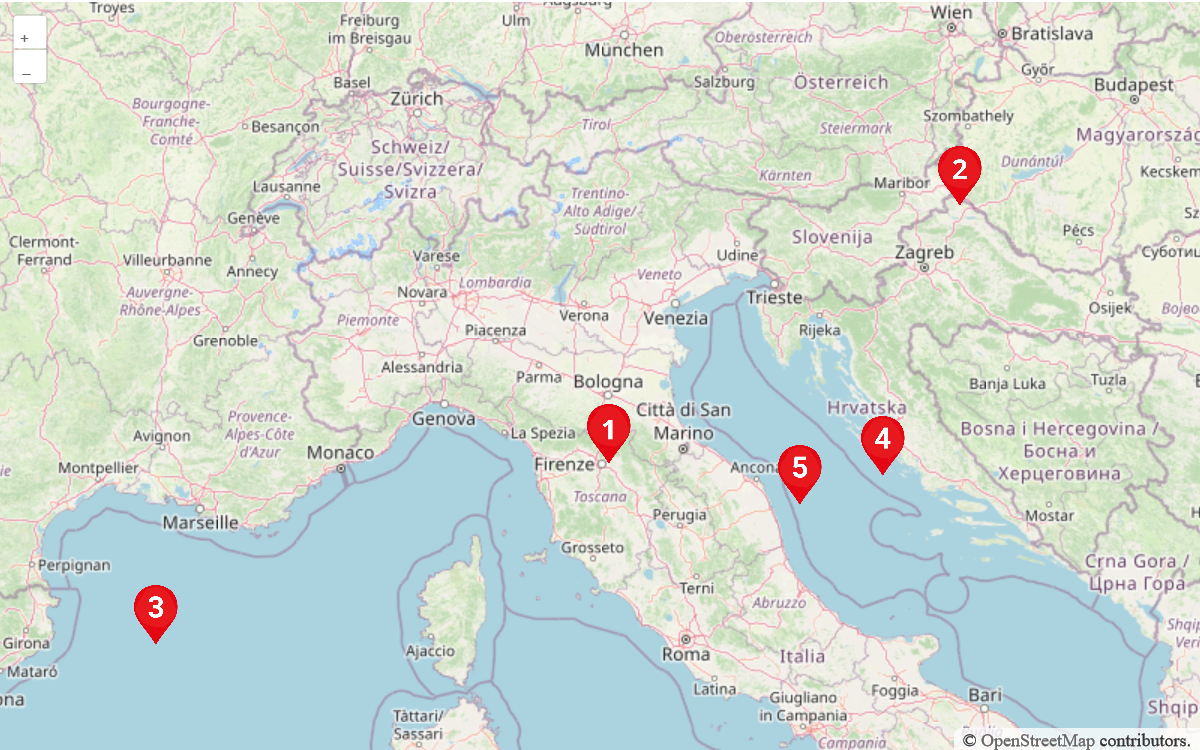 Troyes
Freiburg
im Breisgau
Ulm
München
Oberösterreich
Wien
Bratislava
+
−
Basel
Zürich
Salzburg
Österreich
Győr
Budapest
Bourgogne-
Franche-
Comté
Besançon
Tirol
Steiermark
Szombathely
Magyarország
Schweiz/
Suisse/Svizzera/
Svizra
Lausanne
Trentino-
Alto Adige/
Südtirol
Kärnten
Maribor
2
Dunántúl
Kecskem
Genève
Clermont-
Ferrand
Villeurbanne
Annecy
Varese
Udine
Slovenija
Zagreb
Pécs
Суботиц
Auvergne-
Rhône-Alpes
Novara
Lombardia
Veneto
Trieste
Osijek
Piemonte
Piacenza
Verona
Venezia
Rijeka
Grenoble
Alessandria
Parma
Bologna
Banja Luka
Tuzla
Provence-
Alpes-Côte
d'Azur
Genova
La Spezia
1
Città di San
Marino
Hrvatska
4
Bosna i Hercegovina /
Босна и
Херцеговина
Avignon
Monaco
Montpellier
Firenze
Ancona
5
Toscana
Marseille
Perugia
Mostar
Grosseto
Perpignan
Crna Gora /
Црна Гора
Terni
Abruzzo
3
Girona
Ajaccio
Roma
Italia
Mataró
Latina
Foggia
Bari
Tàttari/
Sassari
Giugliano
in Campania
Campania
© OpenStreetMap contributors.